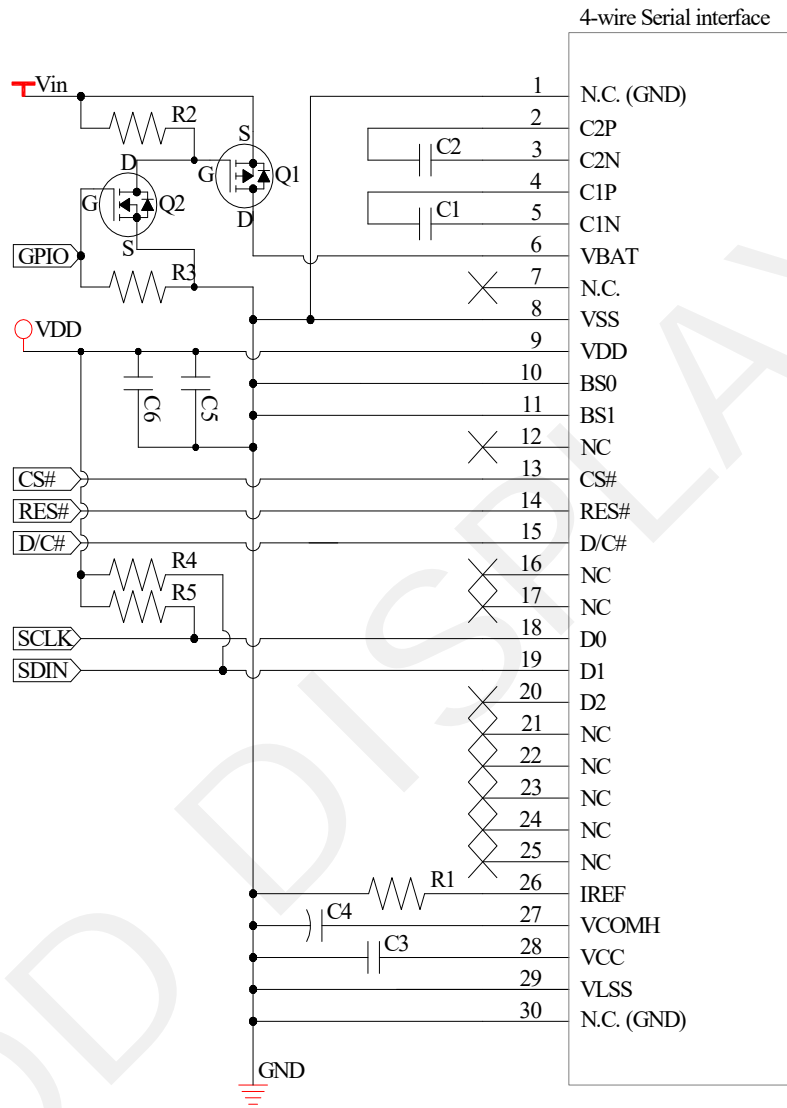 4-wire Serial interface
Vin
R2
S
G
Q1
D
D
G
Q2
S
GPIO
R3
VDD
C6
C5
CS#
RES#
D/C#
R4
R5
SCLK
SDIN
C2
C1
R1
C4
C3
GND
1 N.C. (GND)
2 C2P
3 C2N
4 C1P
5 C1N
6 VBAT
7 N.C.
8 VSS
9 VDD
10 BS0
11 BS1
12 NC
13 CS#
14 RES#
15 D/C#
16 NC
17 NC
18 D0
19 D1
20 D2
21 NC
22 NC
23 NC
24 NC
25 NC
26 IREF
27 VCOMH
28 VCC
29 VLSS
30 N.C. (GND)
DISPLA